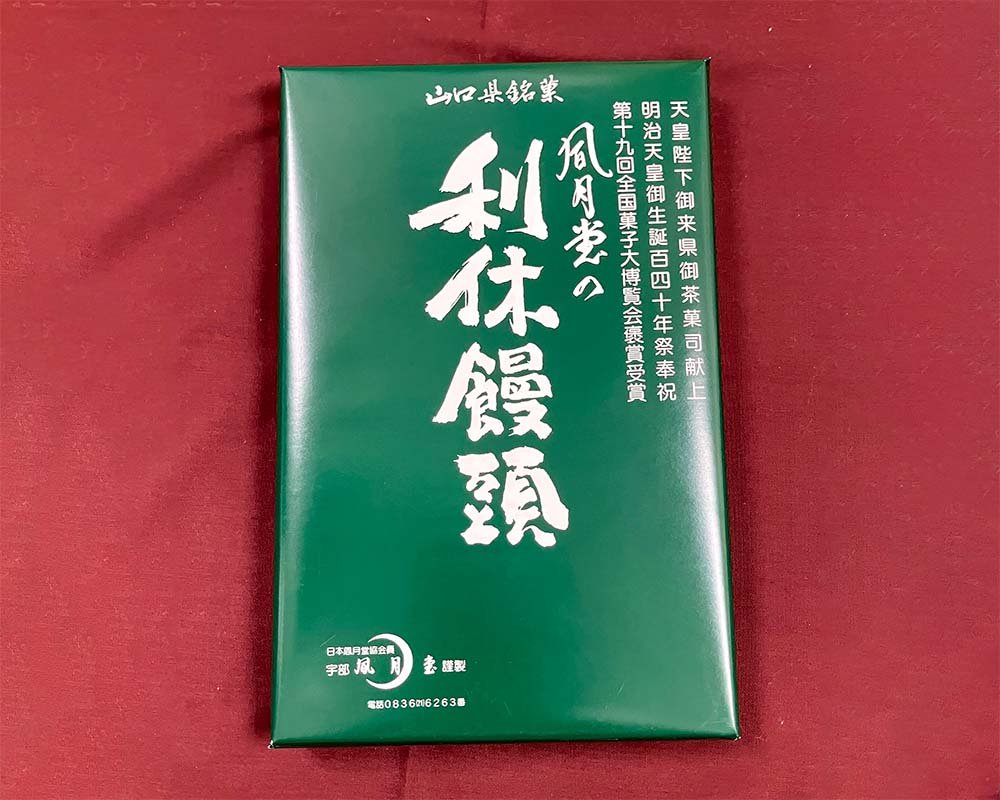 山口県銘菓
天皇陛下御来県御茶菓司献上
明治天皇御生誕百四十年祭奉祝
第十九回全国菓子大博覧会褒賞受賞
凮月堂の
利休饅頭
日本凮月堂協会員
宇部 凮月堂 謹製
電話0836㈣6263番